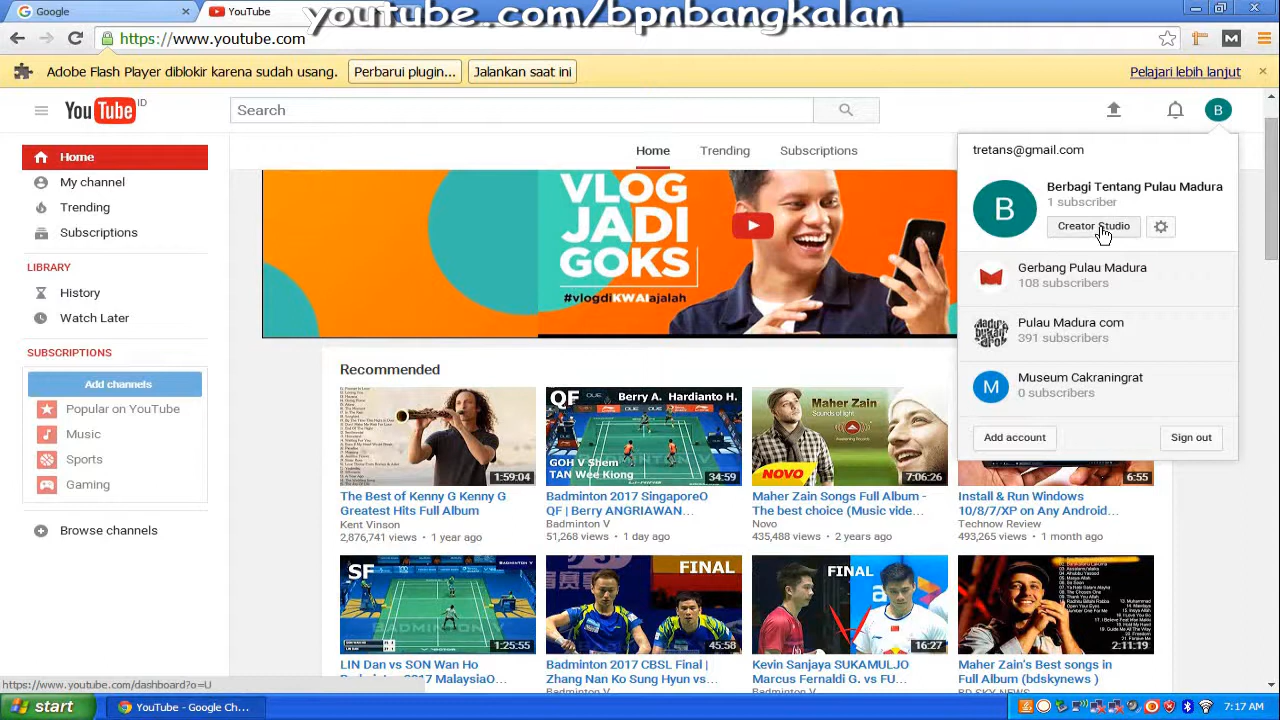 Google
YouTube
youtube .com/bpnbangkalan
https://www.youtube.com
Adobe Flash Player diblokir karena sudah usang.
Perbarui plugin...
Jalankan saat ini
Pelajari lebih lanjut
YouTube ID
Search
B
Home
My channel
Trending
Subscriptions
LIBRARY
History
Watch Later
SUBSCRIPTIONS
Add channels
Popular on YouTube
Music
Sports
Gaming
Browse channels
Home
Trending
Subscriptions
VLOG
JADI
GOKS
#vlogdiKWAIajalah
tretans@gmail.com
B
Berbagi Tentang Pulau Madura
1 subscriber
Creator Studio
Gerbang Pulau Madura
108 subscribers
Pulau Madura com
391 subscribers
M
Museum Cakraningrat
0 subscribers
Add account
Sign out
Recommended
1:59:04
The Best of Kenny G Kenny G
Greatest Hits Full Album
Kent Vinson
2,876,741 views • 1 year ago
QF
Berry A.
Hardianto H.
GOH V Shem
TAN Wee Kiong
34:59
Badminton 2017 SingaporeO
QF | Berry ANGRIAWAN...
Badminton V
51,268 views • 1 day ago
MAHER ZAIN
Sounds of light
NOVO
7:06:26
Maher Zain Songs Full Album -
The best choice (Music vide...
Novo
435,488 views • 2 years ago
6:55
Install & Run Windows
10/8/7/XP on Any Android...
Technow Review
493,265 views • 1 month ago
SF
1:25:55
LIN Dan vs SON Wan Ho
Badminton 2017 MalaysiaO...
FINAL
45:58
Badminton 2017 CBSL Final |
Zhang Nan Ko Sung Hyun vs...
FINAL
16:27
Kevin Sanjaya SUKAMULJO
Marcus Fernaldi G. vs FU...
Badminton V
2:11:19
Maher Zain's Best songs in
Full Album (bdskynews )
BD SKY NEWS
https://www.youtube.com/dashboard?o=U
start
YouTube - Google Ch...
7:17 AM